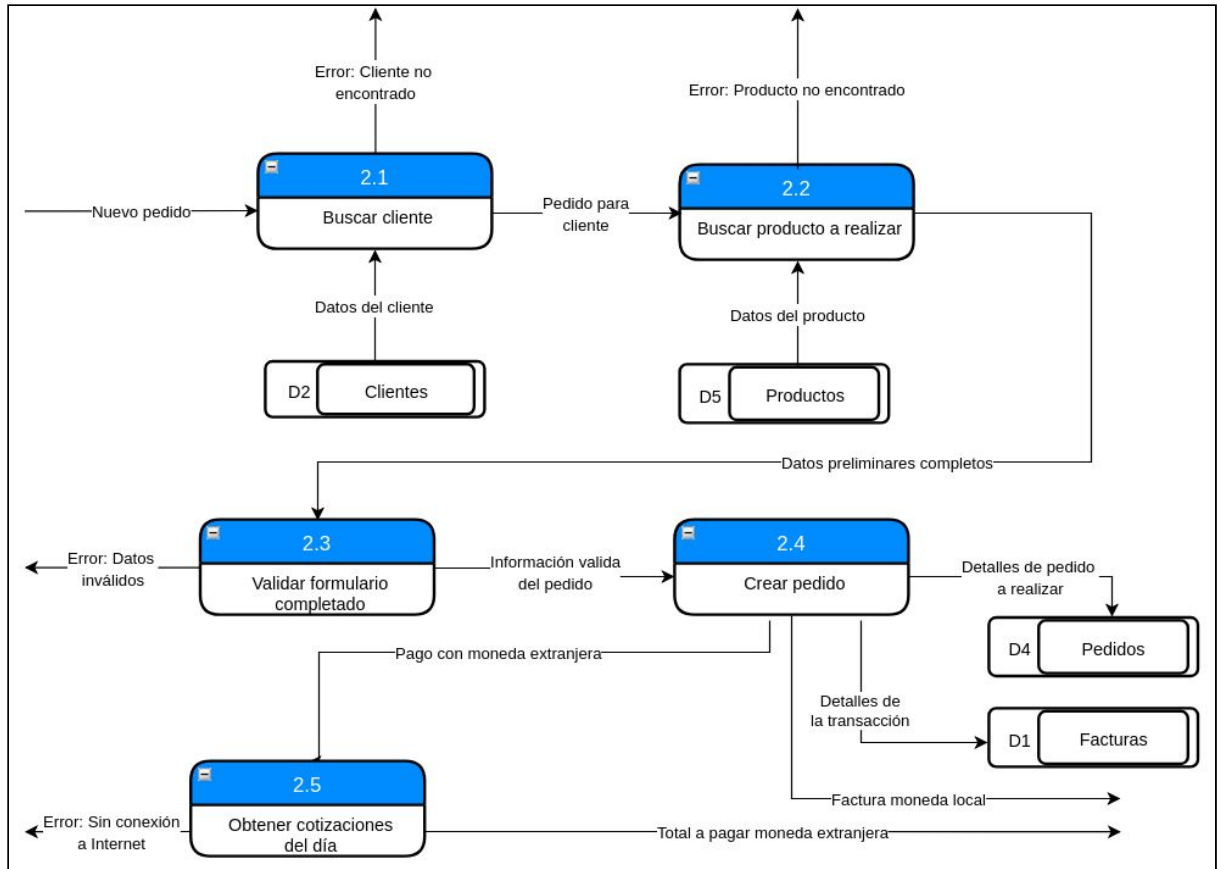 Error: Cliente no
encontrado
Error: Producto no encontrado
2.1
Buscar cliente
2.2
Buscar producto a realizar
Nuevo pedido
Pedido para
cliente
Datos del cliente
Datos del producto
D2
Clientes
D5
Productos
Datos preliminares completos
2.3
Validar formulario
completado
2.4
Crear pedido
Error: Datos
inválidos
Información valida
del pedido
Detalles de pedido
a realizar
D4
Pedidos
Pago con moneda extranjera
Detalles de
la transacción
D1
Facturas
2.5
Obtener cotizaciones
del día
Factura moneda local
Error: Sin conexión
a Internet
Total a pagar moneda extranjera